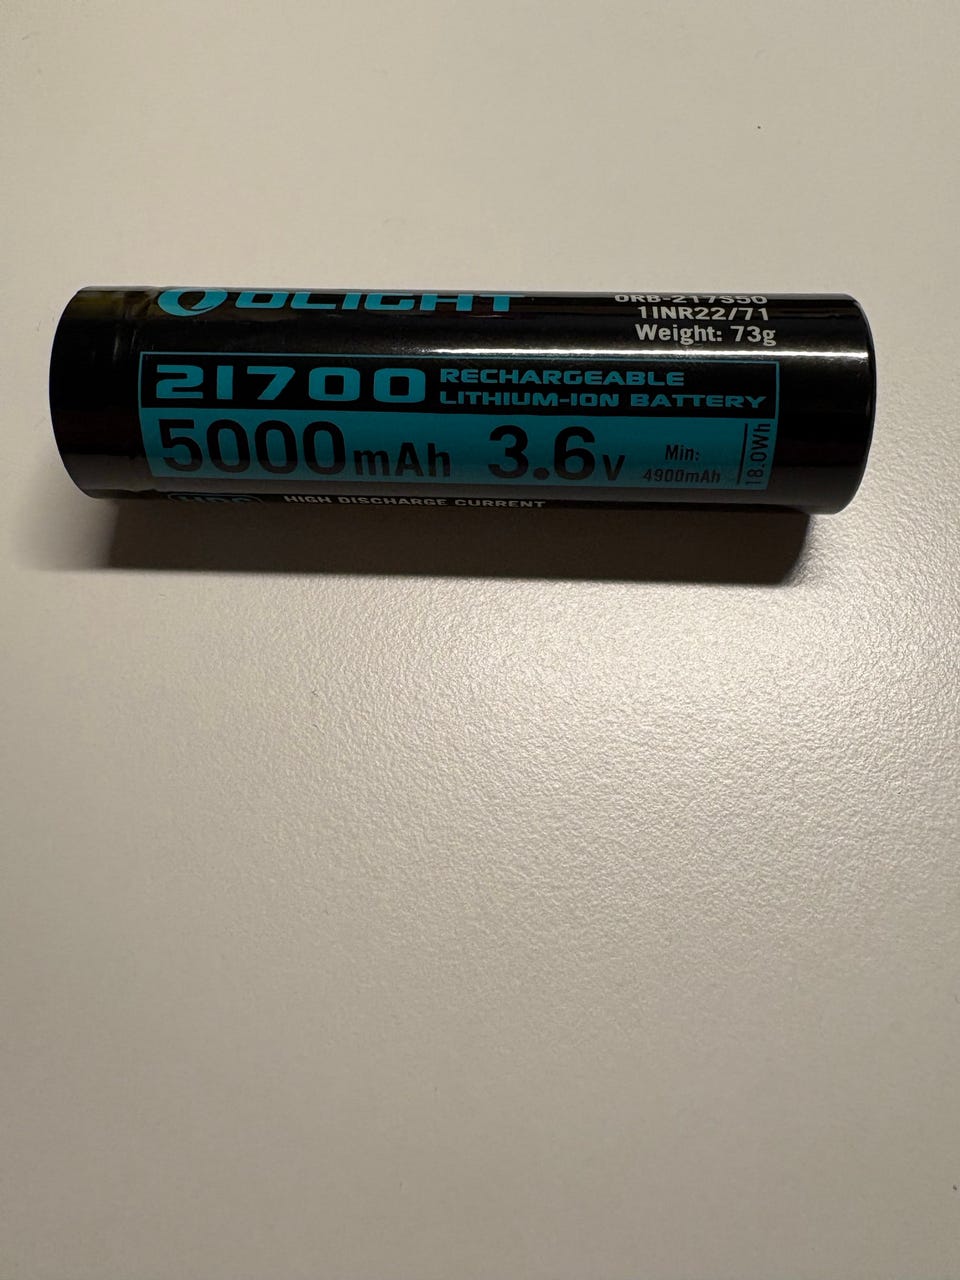 OLIGHT
ORB-217S50
1INR22/71
Weight: 73g
21700 RECHARGEABLE
LITHIUM-ION BATTERY
5000mAh 3.6V Min:
4900mAh
18.0Wh
HDC HIGH DISCHARGE CURRENT